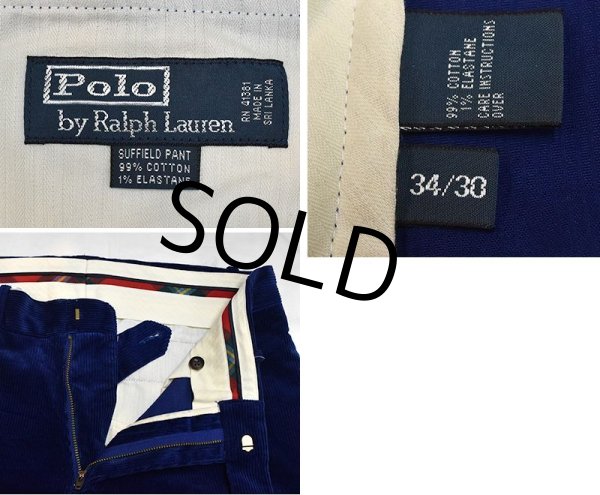 Polo
by Ralph Lauren
RN 41381
MADE IN
SRI LANKA
SUFFIELD PANT
99% COTTON
1% ELASTANE
99% COTTON
1% ELASTANE
CARE INSTRUCTIONS
OVER
34/30
SOLD